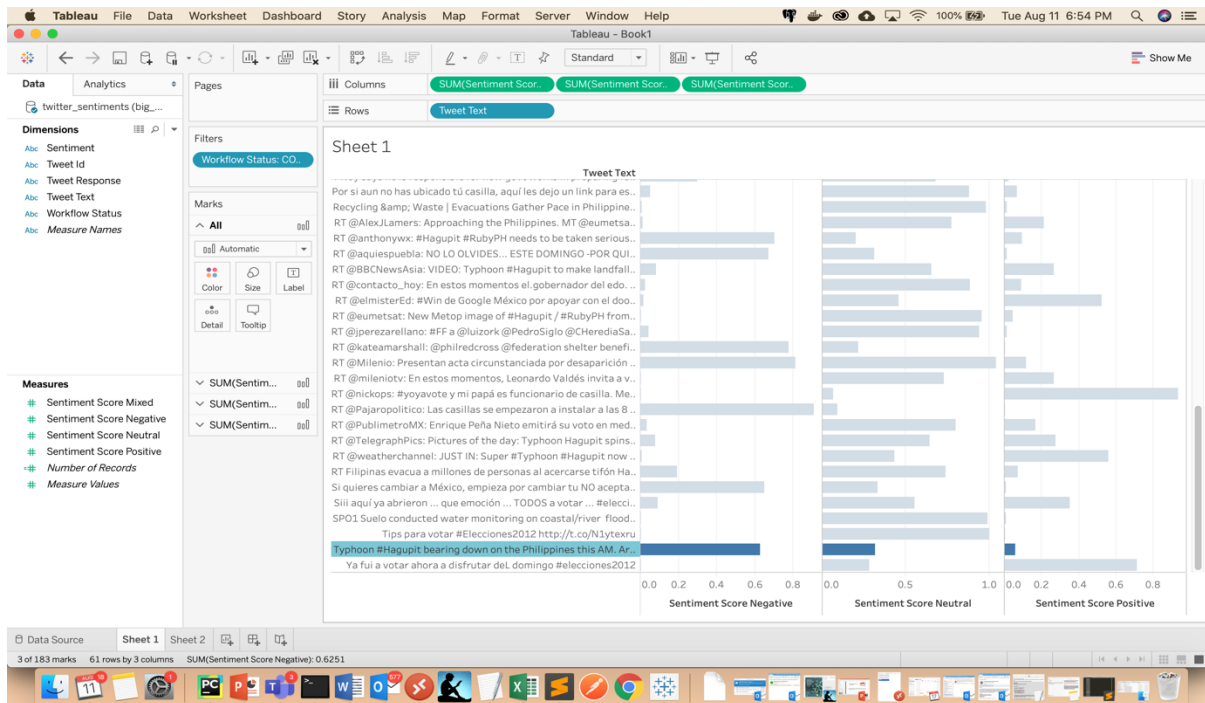 Tableau File Data Worksheet Dashboard Story Analysis Map Format Server Window Help 100% Tue Aug 11 6:54 PM
Tableau - Book1
Standard Show Me
Data Analytics
twitter_sentiments (big_...
Dimensions
Abc Sentiment
Abc Tweet Id
Abc Tweet Response
Abc Tweet Text
Abc Workflow Status
Abc Measure Names
Measures
# Sentiment Score Mixed
# Sentiment Score Negative
# Sentiment Score Neutral
# Sentiment Score Positive
=# Number of Records
# Measure Values
Pages
Filters
Workflow Status: CO..
Marks
All
Automatic
Color Size Label
Detail Tooltip
SUM(Sentim...
SUM(Sentim...
SUM(Sentim...
Columns SUM(Sentiment Scor.. SUM(Sentiment Scor.. SUM(Sentiment Scor..
Rows Tweet Text
Sheet 1
Tweet Text
Por si aun no has ubicado tú casilla, aquí les dejo un link para es..
Recycling &amp; Waste | Evacuations Gather Pace in Philippine..
RT @AlexJLamers: Approaching the Philippines. MT @eumetsa..
RT @anthonywx: #Hagupit #RubyPH needs to be taken serious..
RT @aquiespuebla: NO LO OLVIDES... ESTE DOMINGO -POR QUI..
RT @BBCNewsAsia: VIDEO: Typhoon #Hagupit to make landfall..
RT @contacto_hoy: En estos momentos el.gobernador del edo. ..
RT @elmisterEd: #Win de Google México por apoyar con el doo..
RT @eumetsat: New Metop image of #Hagupit / #RubyPH from..
RT @jperezarellano: #FF a @luizork @PedroSiglo @CHerediaSa..
RT @kateamarshall: @philredcross @federation shelter benefi..
RT @Milenio: Presentan acta circunstanciada por desaparición ..
RT @mileniotv: En estos momentos, Leonardo Valdés invita a v..
RT @nickops: #yoyavote y mi papá es funcionario de casilla. Me..
RT @Pajaropolitico: Las casillas se empezaron a instalar a las 8 ..
RT @PublimetroMX: Enrique Peña Nieto emitirá su voto en med..
RT @TelegraphPics: Pictures of the day: Typhoon Hagupit spins..
RT @weatherchannel: JUST IN: Super #Typhoon #Hagupit now ..
RT Filipinas evacua a millones de personas al acercarse tifón Ha..
Si quieres cambiar a México, empieza por cambiar tu NO acepta..
Siii aquí ya abrieron ... que emoción ... TODOS a votar ... #elecci..
SPO1 Suelo conducted water monitoring on coastal/river flood..
Tips para votar #Elecciones2012 http://t.co/N1ytexru
Typhoon #Hagupit bearing down on the Philippines this AM. Ar..
Ya fui a votar ahora a disfrutar deL domingo #elecciones2012
0.0 0.2 0.4 0.6 0.8 0.0 0.5 1.0 0.0 0.2 0.4 0.6 0.8
Sentiment Score Negative Sentiment Score Neutral Sentiment Score Positive
Data Source Sheet 1 Sheet 2
3 of 183 marks 61 rows by 3 columns SUM(Sentiment Score Negative): 0.6251